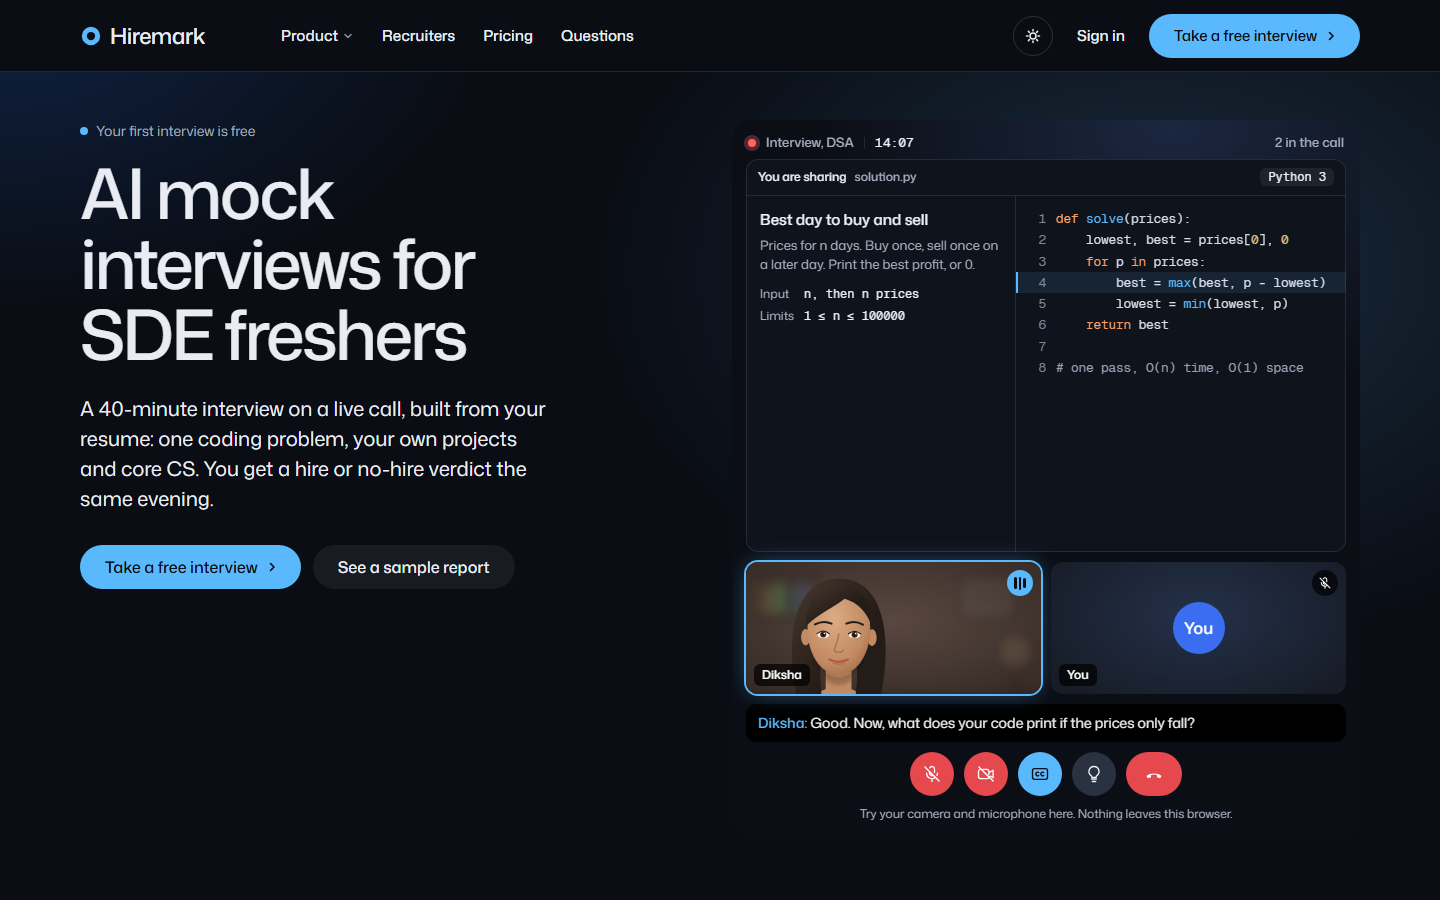 Hiremark
Product
Recruiters
Pricing
Questions
Sign in
Take a free interview
Your first interview is free
AI mock
interviews for
SDE freshers
A 40-minute interview on a live call, built from your
resume: one coding problem, your own projects
and core CS. You get a hire or no-hire verdict the
same evening.
Take a free interview
See a sample report
Interview, DSA
14:07
2 in the call
You are sharing solution.py
Python 3
Best day to buy and sell
Prices for n days. Buy once, sell once on
a later day. Print the best profit, or 0.
Input n, then n prices
Limits 1 ≤ n ≤ 100000
1 def solve(prices):
2     lowest, best = prices[0], 0
3     for p in prices:
4         best = max(best, p - lowest)
5         lowest = min(lowest, p)
6     return best
7
8 # one pass, O(n) time, O(1) space
Diksha
You
You
Diksha: Good. Now, what does your code print if the prices only fall?
CC
Try your camera and microphone here. Nothing leaves this browser.